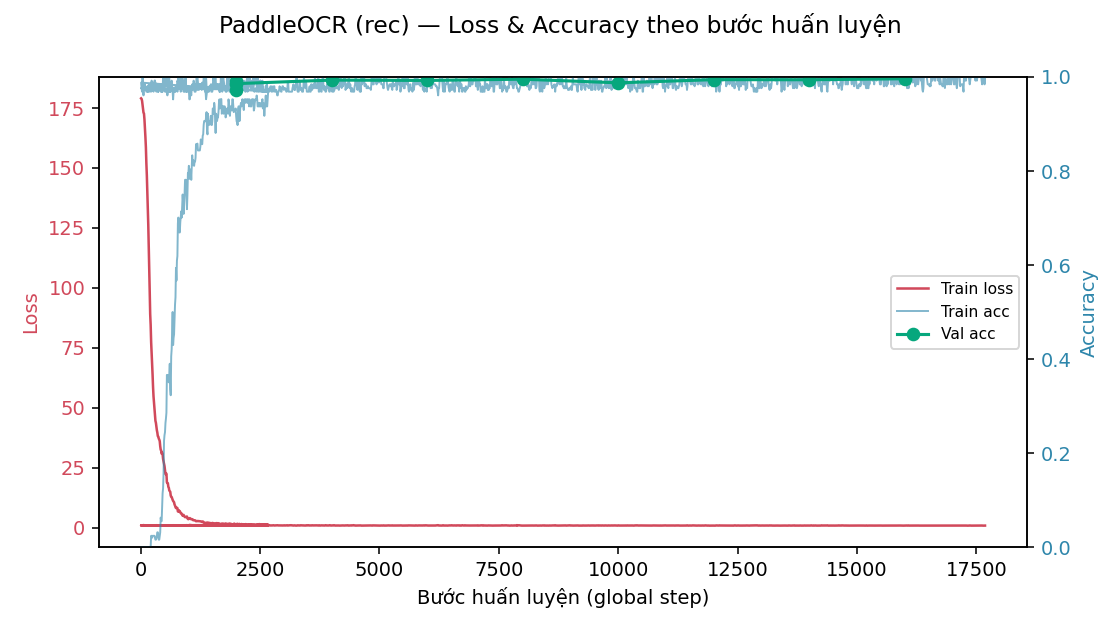 PaddleOCR (rec) — Loss & Accuracy theo bước huấn luyện
175
150
125
100
75
50
25
0
Loss
1.0
0.8
0.6
0.4
0.2
0.0
Accuracy
Train loss
Train acc
Val acc
0 2500 5000 7500 10000 12500 15000 17500
Bước huấn luyện (global step)